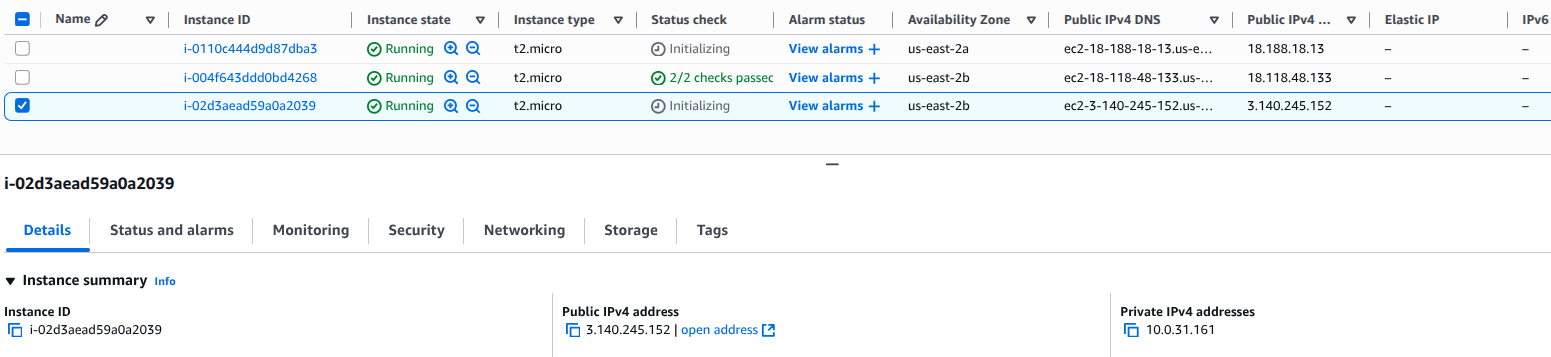 Name Instance ID Instance state Instance type Status check Alarm status Availability Zone Public IPv4 DNS Public IPv4 ... Elastic IP IPv6
i-0110c444d9d87dba3 Running t2.micro Initializing View alarms + us-east-2a ec2-18-188-18-13.us-e... 18.188.18.13 – –
i-004f643ddd0bd4268 Running t2.micro 2/2 checks passec View alarms + us-east-2b ec2-18-118-48-133.us-... 18.118.48.133 – –
i-02d3aead59a0a2039 Running t2.micro Initializing View alarms + us-east-2b ec2-3-140-245-152.us-... 3.140.245.152 – –
i-02d3aead59a0a2039
Details Status and alarms Monitoring Security Networking Storage Tags
Instance summary Info
Instance ID Public IPv4 address Private IPv4 addresses
i-02d3aead59a0a2039 3.140.245.152 | open address 10.0.31.161